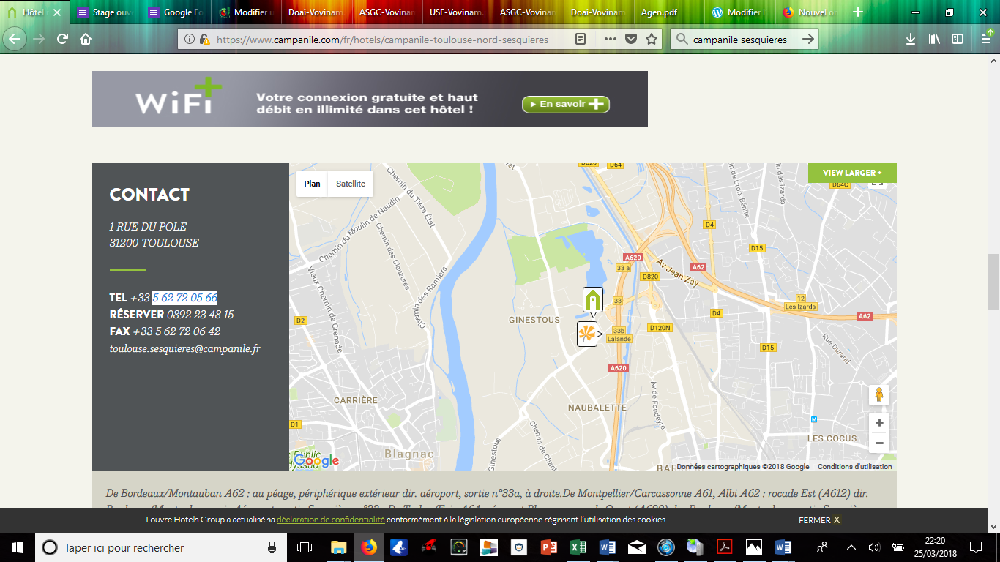 Hôtel
Stage ouv
Google Fo
Modifier u
Doai-Vovinam
ASGC-Vovinam
USF-Vovinam.
ASGC-Vovinam
Doai-Vovinam
Agen.pdf
Modifier l
Nouvel on
https://www.campanile.com/fr/hotels/campanile-toulouse-nord-sesquieres
campanile sesquieres
WiFi+
Votre connexion gratuite et haut
débit en illimité dans cet hôtel !
En savoir +
CONTACT
1 RUE DU POLE
31200 TOULOUSE
TEL +33 5 62 72 05 66
RÉSERVER 0892 23 48 15
FAX +33 5 62 72 06 42
toulouse.sesquieres@campanile.fr
Plan
Satellite
VIEW LARGER +
D820
D64
D64C
Chemin du Tiers État
Chemin du Moulin de Naudin
Chemin des Clauzures
Chemin des Ramiers
Vieux Chemin de Grenade
de Croix Bénite
in des Izards
D4
D15
A620
33 a
A62
Av Jean Zay
D820
12
Les Izards
33
GINESTOUS
D2
D4
A62
33b
Lalande
D120N
Rue Durand
D15
A620
Av de Fondeyre
CARRIÈRE
NAUBALETTE
D1
Chemin de Chant
Ginestous
LES COCUS
Blagnac
Google
Données cartographiques ©2018 Google
Conditions d'utilisation
De Bordeaux/Montauban A62 : au péage, périphérique extérieur dir. aéroport, sortie n°33a, à droite.De Montpellier/Carcassonne A61, Albi A62 : rocade Est (A612) dir.
Louvre Hotels Group a actualisé sa déclaration de confidentialité conformément à la législation européenne régissant l'utilisation des cookies.
FERMER X
Taper ici pour rechercher
22:20
25/03/2018